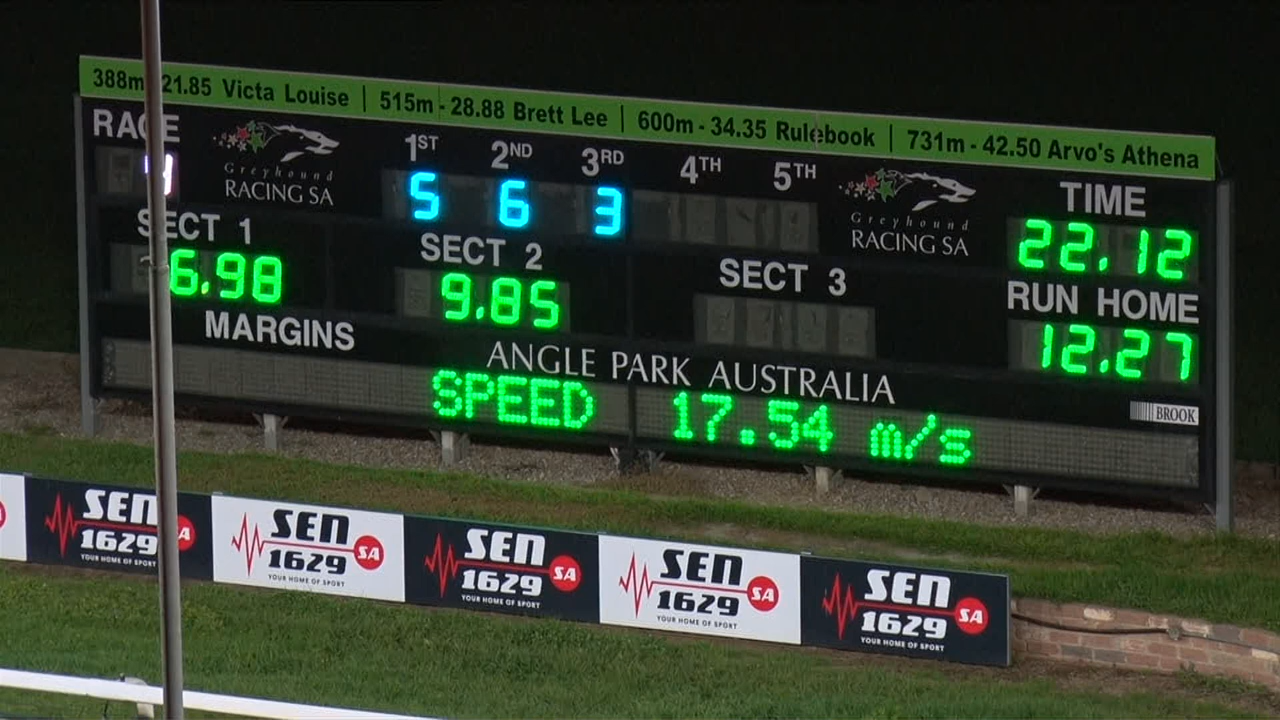 388m 21.85 Victa Louise | 515m - 28.88 Brett Lee | 600m - 34.35 Rulebook | 731m - 42.50 Arvo's Athena
RACE
Greyhound
RACING SA
1ST 2ND 3RD 4TH 5TH
5 6 3
Greyhound
RACING SA
TIME
22.12
SECT 1
6.98
SECT 2
9.85
SECT 3
RUN HOME
12.27
MARGINS
ANGLE PARK AUSTRALIA
SPEED 17.54 m/s
BROOK
SEN
1629 SA
YOUR HOME OF SPORT
SEN
1629 SA
YOUR HOME OF SPORT
SEN
1629 SA
YOUR HOME OF SPORT
SEN
1629 SA
YOUR HOME OF SPORT
SEN
1629 SA
YOUR HOME OF SPORT